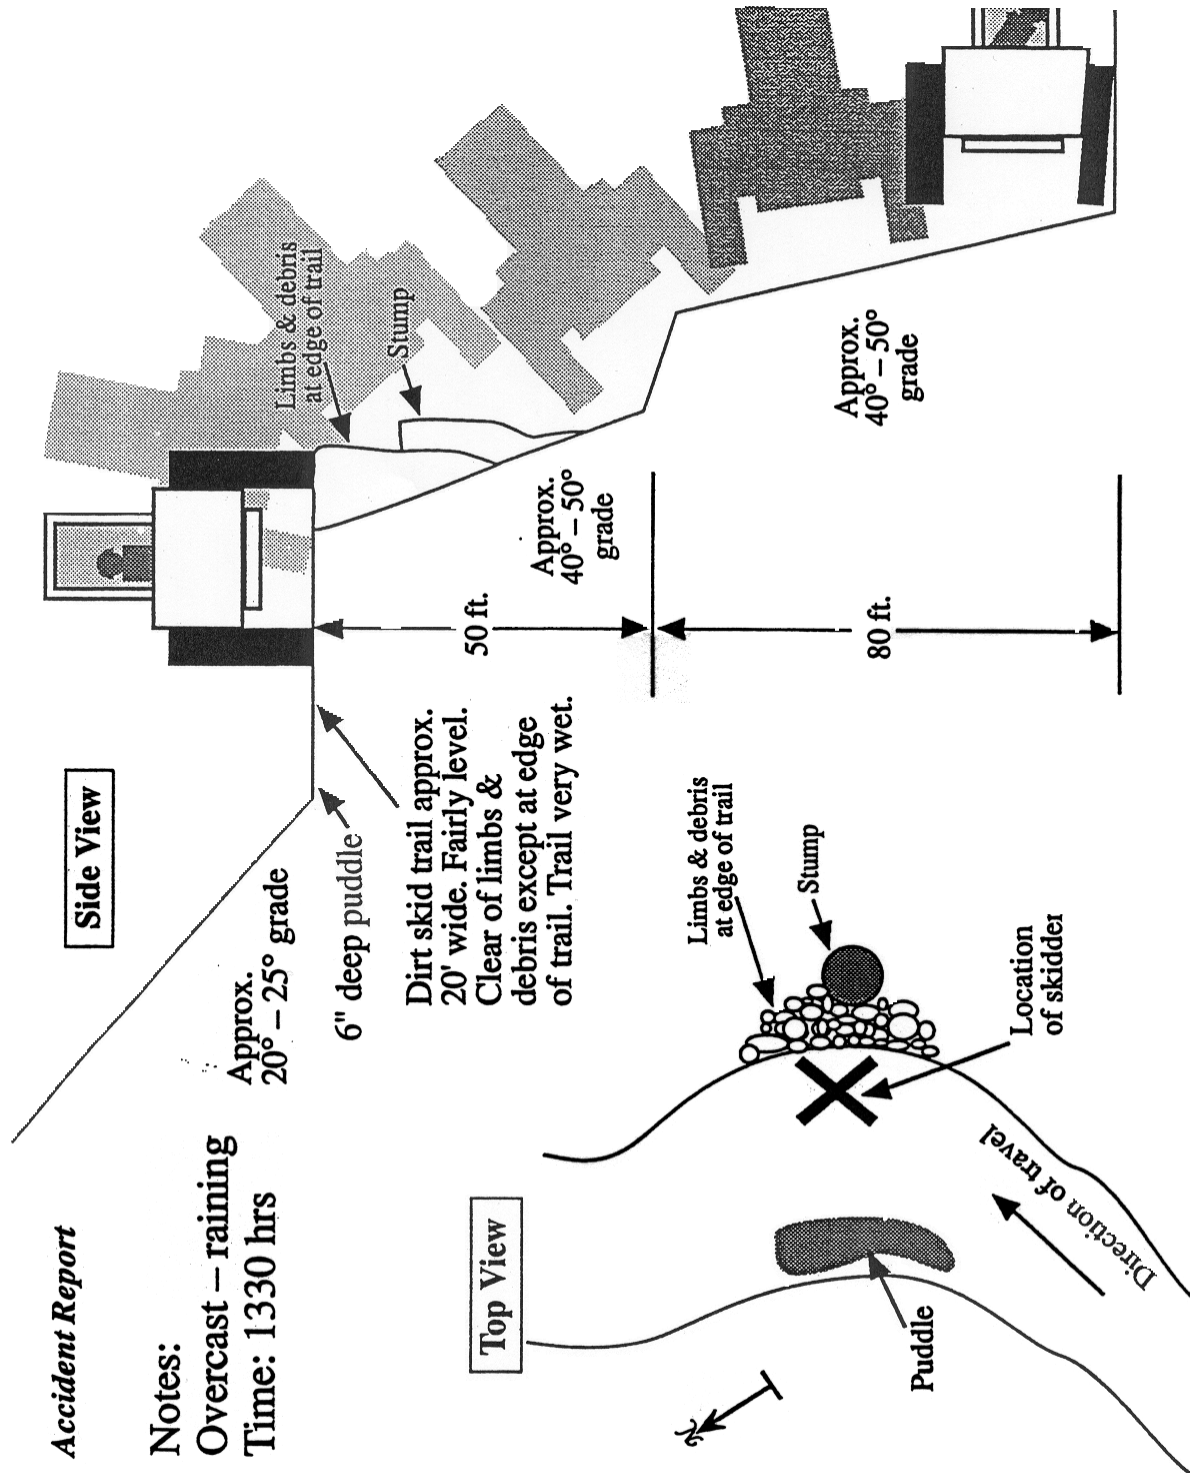 Accident Report
Notes:
Overcast – raining
Time: 1330 hrs
Side View
Approx.
20° – 25° grade
6" deep puddle
Dirt skid trail approx.
20' wide. Fairly level.
Clear of limbs &
debris except at edge
of trail. Trail very wet.
Limbs & debris
at edge of trail
Stump
50 ft.
Approx.
40° – 50°
grade
80 ft.
Approx.
40° – 50°
grade
Top View
N
Puddle
Direction of travel
Limbs & debris
at edge of trail
Stump
Location
of skidder